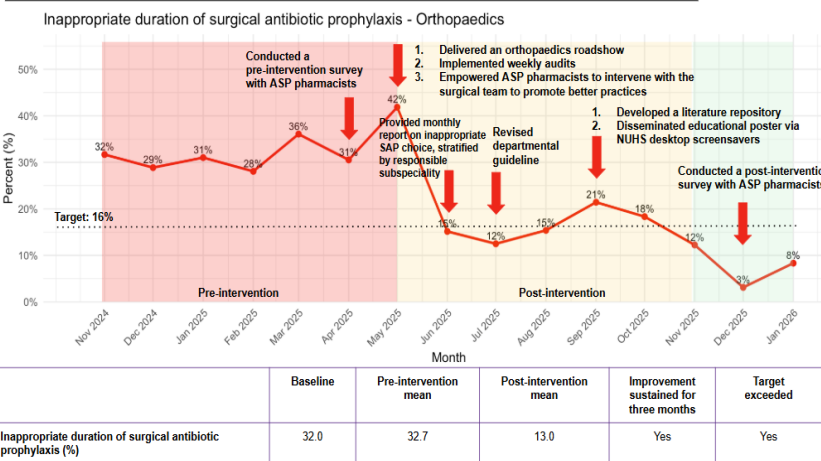 Inappropriate duration of surgical antibiotic prophylaxis - Orthopaedics
Percent (%)
50%
40%
30%
20%
10%
0%
Conducted a
pre-intervention survey
with ASP pharmacists
1. Delivered an orthopaedics roadshow
2. Implemented weekly audits
3. Empowered ASP pharmacists to intervene with the
surgical team to promote better practices
Provided monthly
report on inappropriate
SAP choice, stratified
by responsible
subspeciality
Revised
departmental
guideline
1. Developed a literature repository
2. Disseminated educational poster via
NUHS desktop screensavers
Conducted a post-interventio
survey with ASP pharmacists
Target: 16%
32%
29%
31%
28%
36%
31%
42%
15%
12%
15%
21%
18%
12%
3%
8%
Pre-intervention
Post-intervention
Nov 2024
Dec 2024
Jan 2025
Feb 2025
Mar 2025
Apr 2025
May 2025
Jun 2025
Jul 2025
Aug 2025
Sep 2025
Oct 2025
Nov 2025
Dec 2025
Jan 2026
Month
Baseline
Pre-intervention
mean
Post-intervention
mean
Improvement
sustained for
three months
Target
exceeded
Inappropriate duration of surgical antibiotic
prophylaxis (%)
32.0
32.7
13.0
Yes
Yes